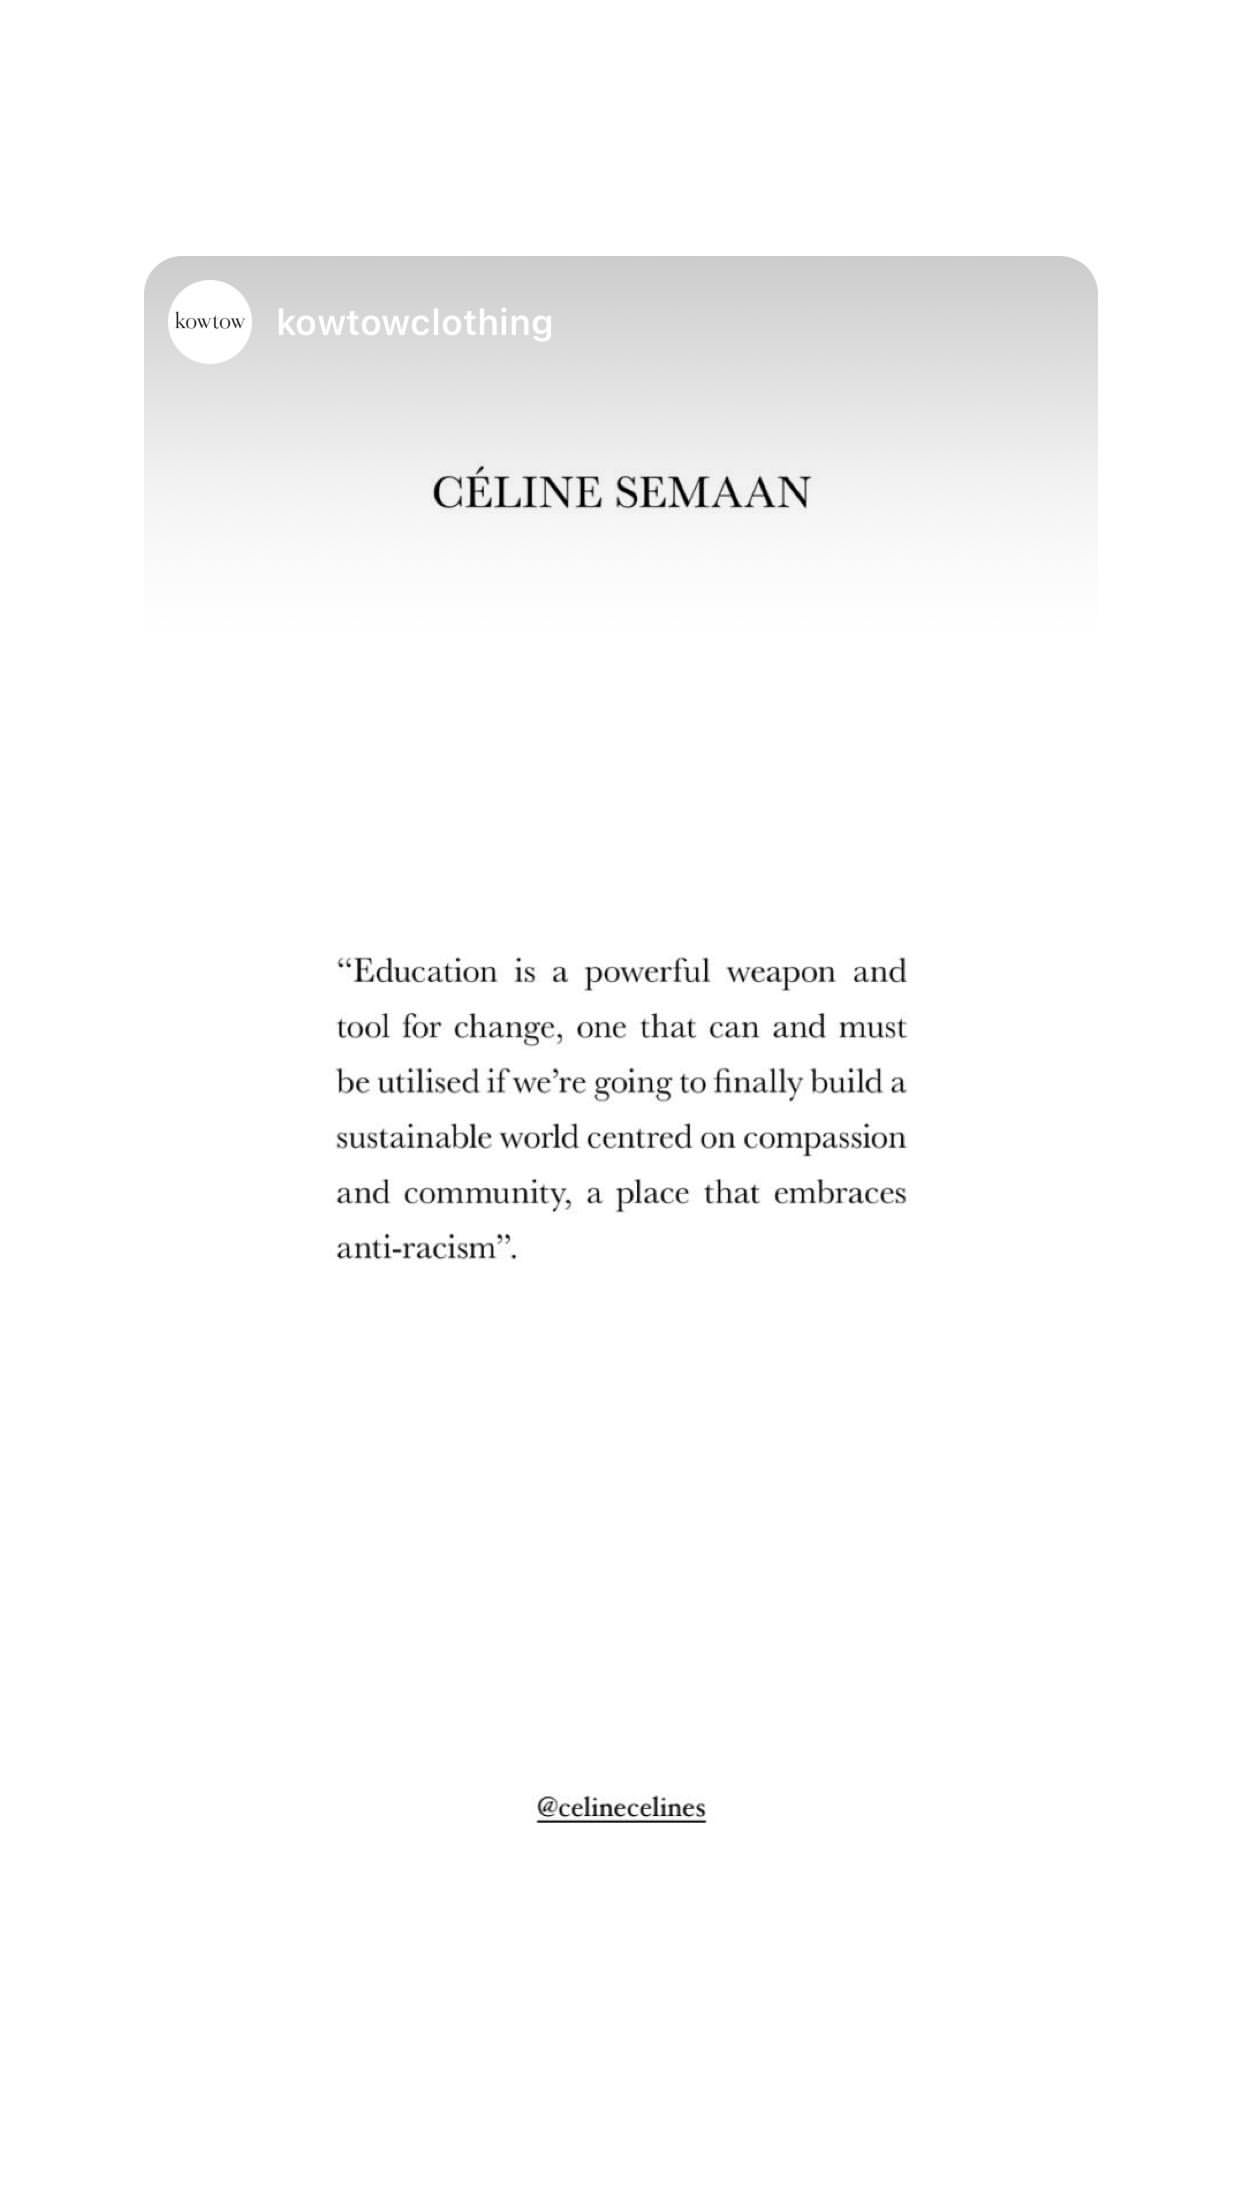 kowtow
kowtowclothing
CÉLINE SEMAAN
“Education is a powerful weapon and
tool for change, one that can and must
be utilised if we’re going to finally build a
sustainable world centred on compassion
and community, a place that embraces
anti-racism”.
@celinecelines